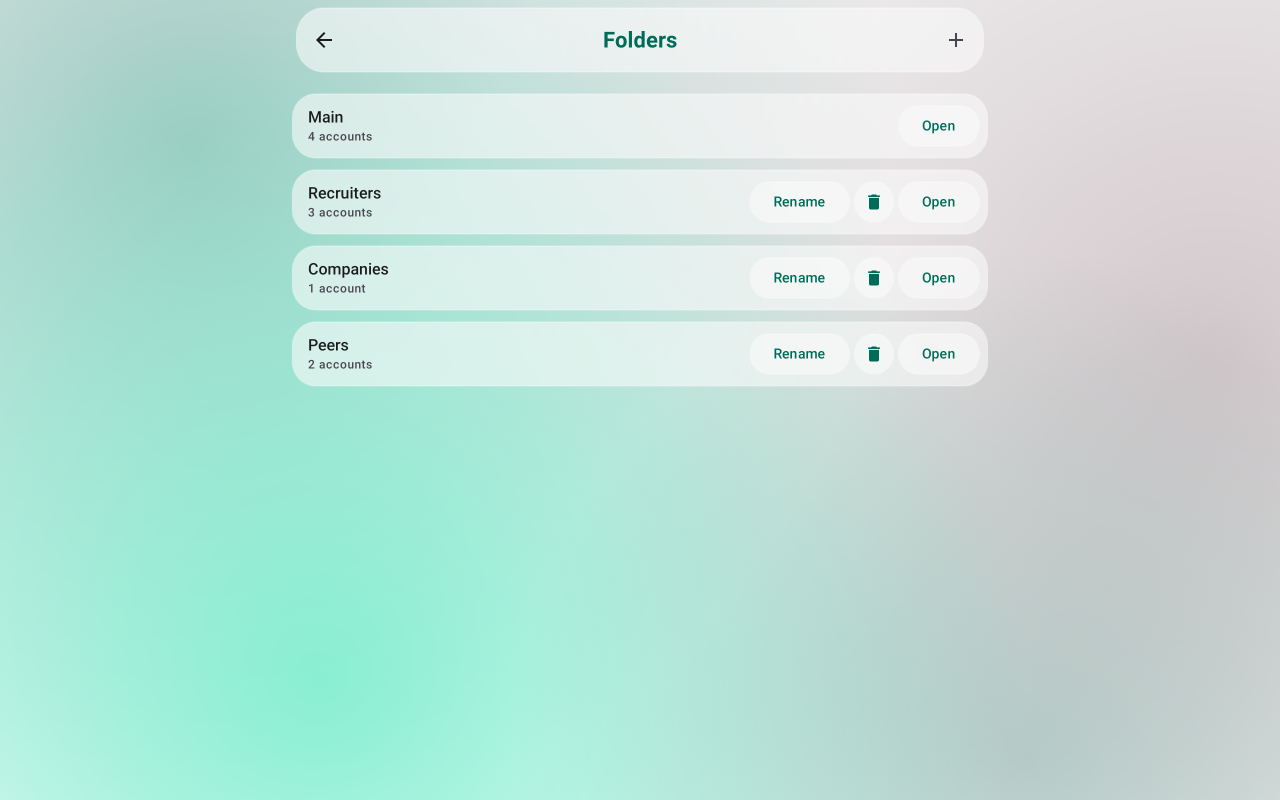 Folders
Main
4 accounts
Open
Recruiters
3 accounts
Rename
Open
Companies
1 account
Rename
Open
Peers
2 accounts
Rename
Open